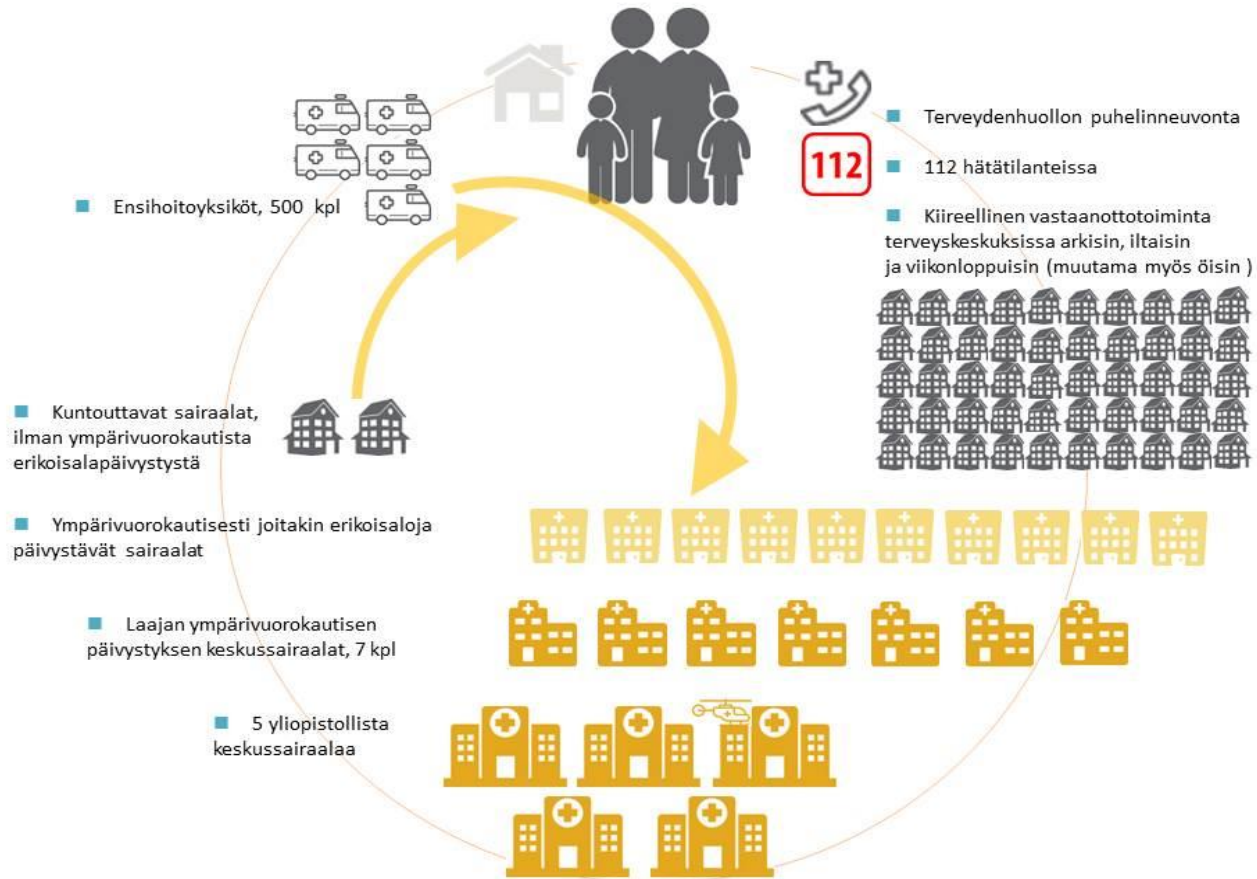 Terveydenhuollon puhelinneuvonta
112
112 hätätilanteissa
Ensihoitoyksiköt, 500 kpl
Kiireellinen vastaanottotoiminta
terveyskeskuksissa arkisin, iltaisin
ja viikonloppuisin (muutama myös öisin )
Kuntouttavat sairaalat,
ilman ympärivuorokautista
erikoisalapäivystystä
Ympärivuorokautisesti joitakin erikoisaloja
päivystävät sairaalat
Laajan ympärivuorokautisen
päivystyksen keskussairaalat, 7 kpl
5 yliopistollista
keskussairaalaa